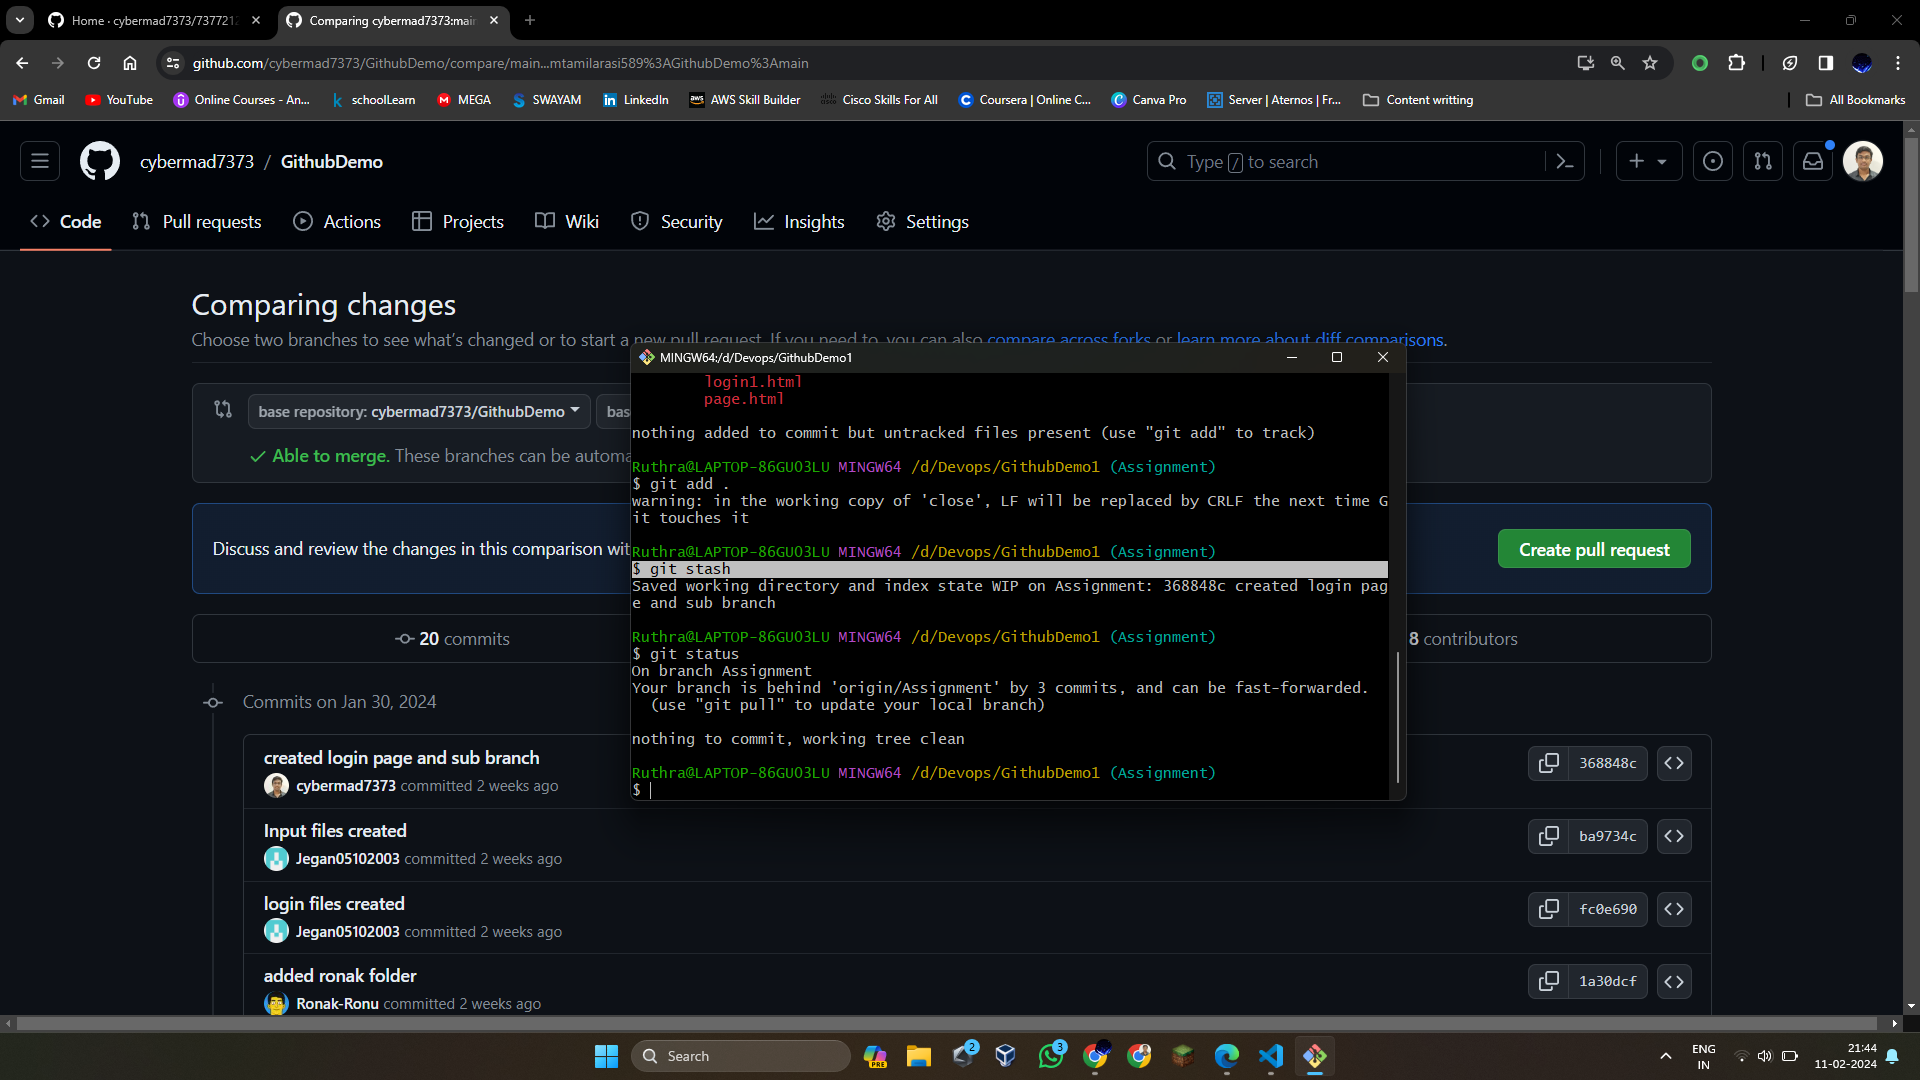 Home · cybermad7373/737721
Comparing cybermad7373:main
github.com/cybermad7373/GithubDemo/compare/main...mtamilarasi589%3AGithubDemo%3Amain
Gmail
YouTube
Online Courses - An...
schoolLearn
MEGA
SWAYAM
LinkedIn
AWS Skill Builder
Cisco Skills For All
Coursera | Online C...
Canva Pro
Server | Aternos | Fr...
Content writting
All Bookmarks
cybermad7373 / GithubDemo
Type / to search
Code
Pull requests
Actions
Projects
Wiki
Security
Insights
Settings
Comparing changes
Choose two branches to see what's changed or to start a new pull request. If you need to, you can also compare across forks or learn more about diff comparisons.
base repository: cybermad7373/GithubDemo
Able to merge. These branches can be
Discuss and review the changes in this comparison
Create pull request
20 commits
8 contributors
Commits on Jan 30, 2024
created login page and sub branch
cybermad7373 committed 2 weeks ago
368848c
Input files created
Jegan05102003 committed 2 weeks ago
ba9734c
login files created
Jegan05102003 committed 2 weeks ago
fc0e690
added ronak folder
Ronak-Ronu committed 2 weeks ago
1a30dcf
MINGW64:/d/Devops/GithubDemo1
login1.html
page.html
nothing added to commit but untracked files present (use "git add" to track)
Ruthra@LAPTOP-86GUO3LU MINGW64 /d/Devops/GithubDemo1 (Assignment)
$ git add .
warning: in the working copy of 'close', LF will be replaced by CRLF the next time G
it touches it
Ruthra@LAPTOP-86GUO3LU MINGW64 /d/Devops/GithubDemo1 (Assignment)
$ git stash
Saved working directory and index state WIP on Assignment: 368848c created login pag
e and sub branch
Ruthra@LAPTOP-86GUO3LU MINGW64 /d/Devops/GithubDemo1 (Assignment)
$ git status
On branch Assignment
Your branch is behind 'origin/Assignment' by 3 commits, and can be fast-forwarded.
(use "git pull" to update your local branch)
nothing to commit, working tree clean
Ruthra@LAPTOP-86GUO3LU MINGW64 /d/Devops/GithubDemo1 (Assignment)
$
Search
PRE
2
3
ENG
IN
21:44
11-02-2024